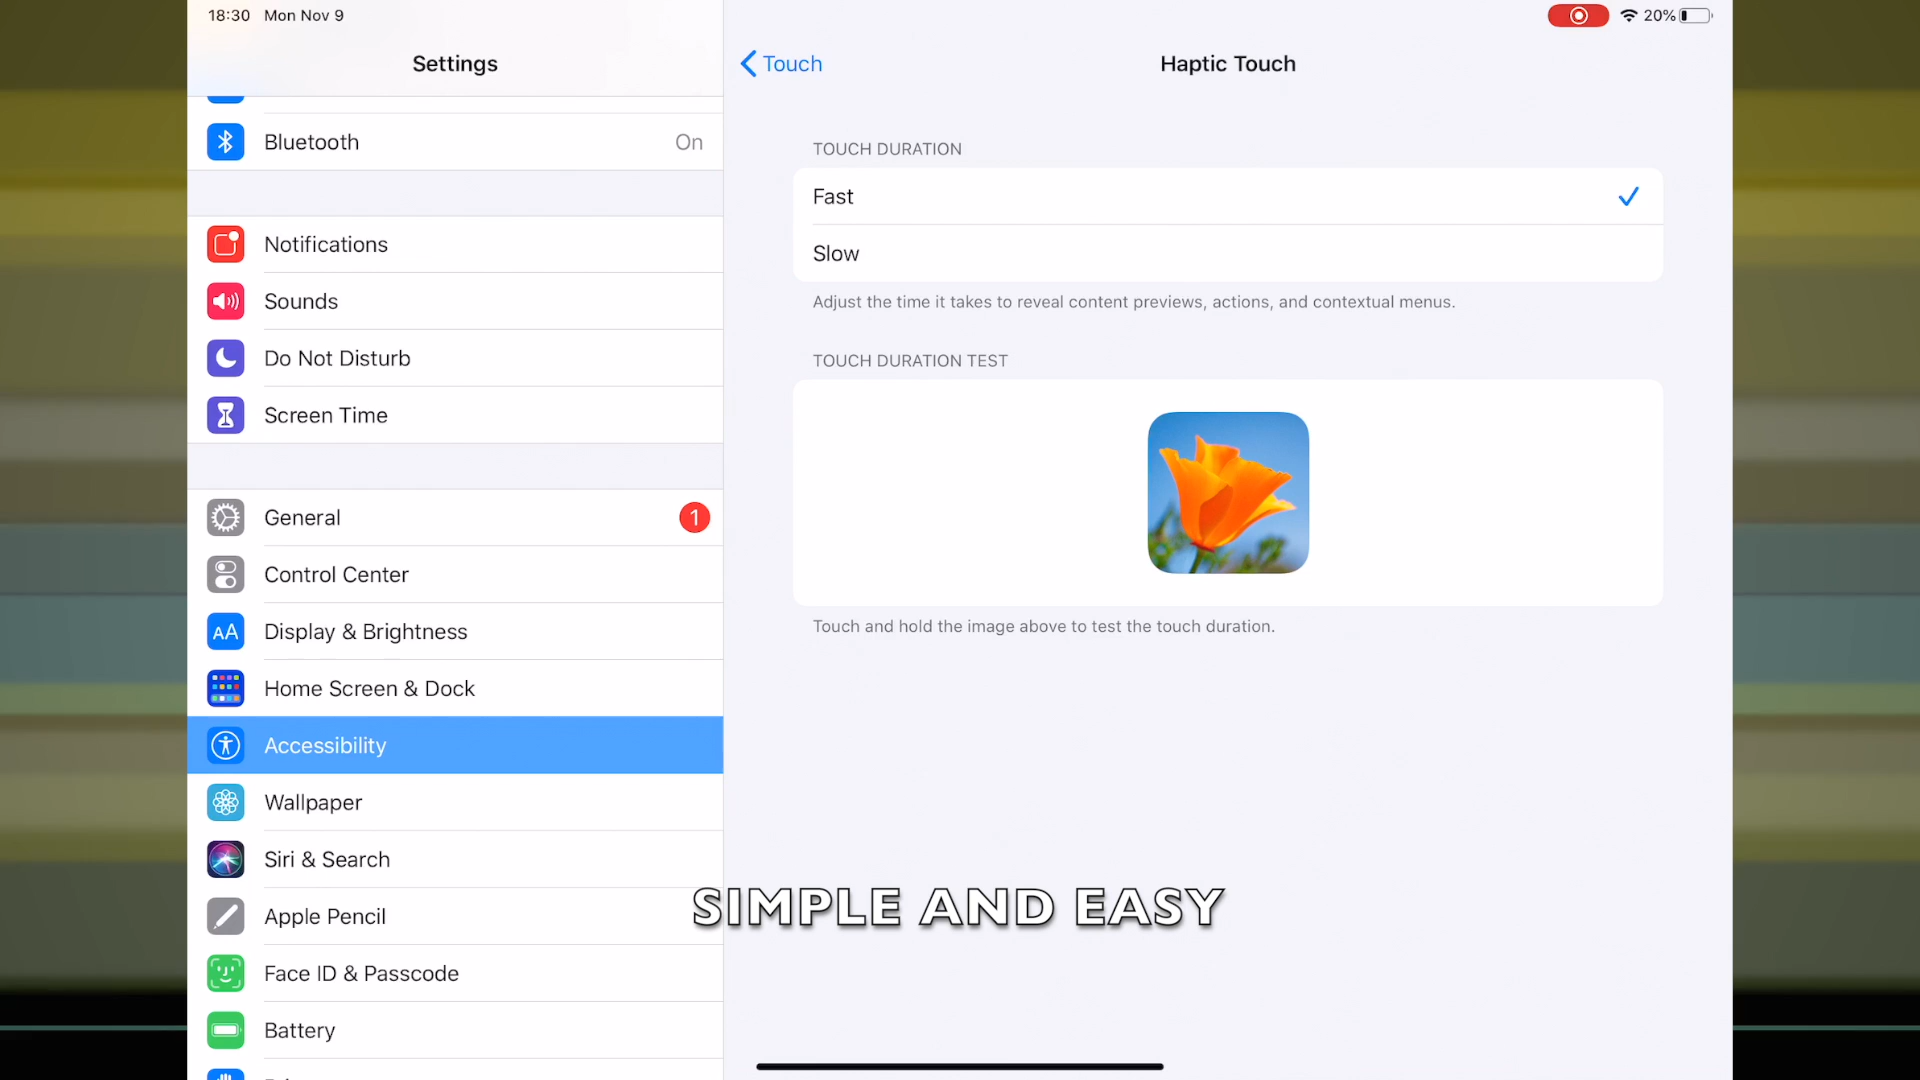 18:30 Mon Nov 9
20%
Settings
Touch
Haptic Touch
Bluetooth On
Notifications
Sounds
Do Not Disturb
Screen Time
General 1
Control Center
AA Display & Brightness
Home Screen & Dock
Accessibility
Wallpaper
Siri & Search
Apple Pencil
Face ID & Passcode
Battery
TOUCH DURATION
Fast
Slow
Adjust the time it takes to reveal content previews, actions, and contextual menus.
TOUCH DURATION TEST
Touch and hold the image above to test the touch duration.
SIMPLE AND EASY